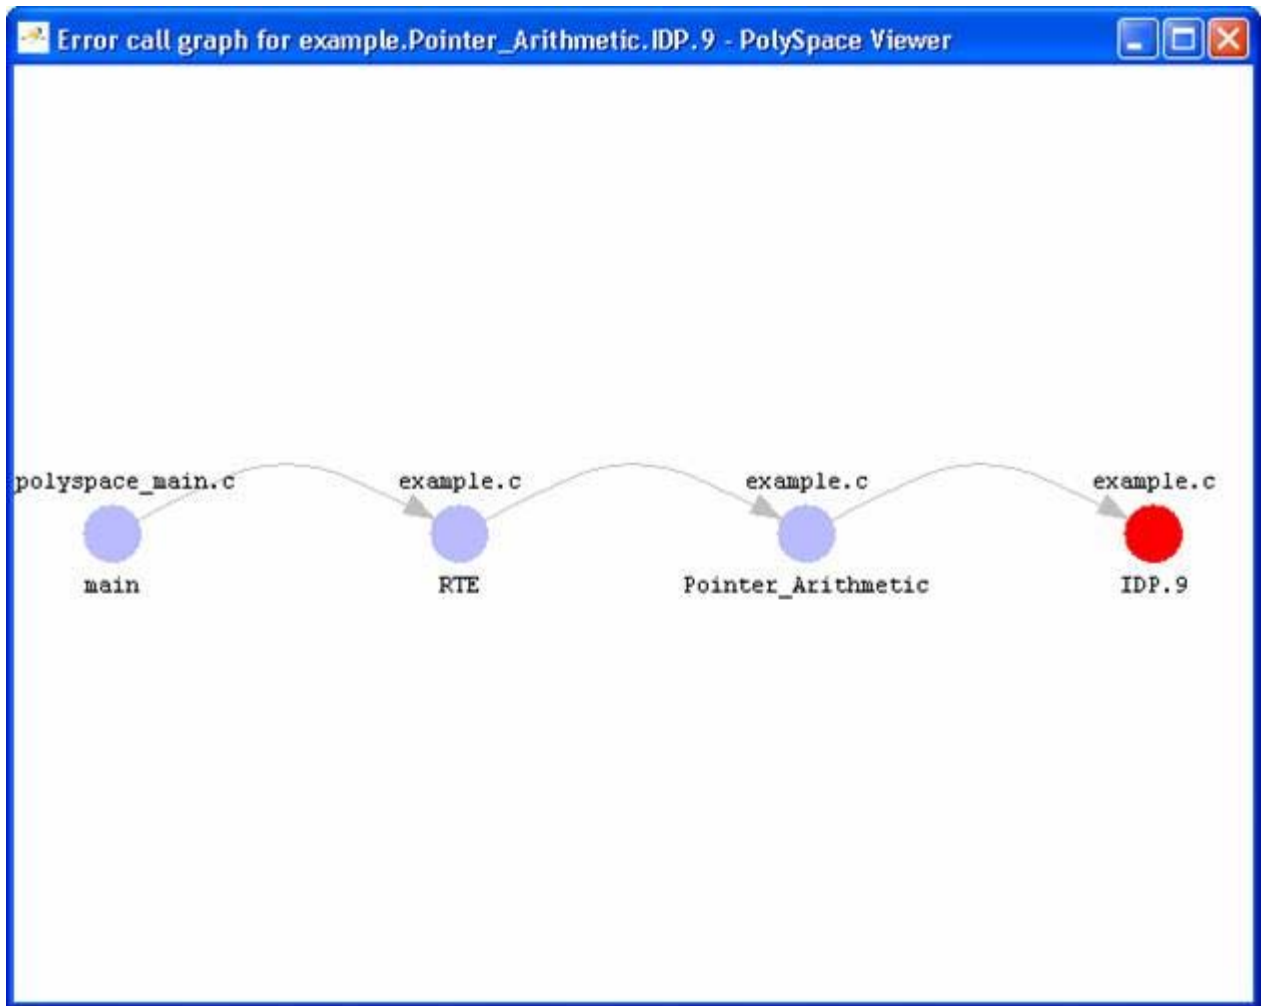 Error call graph for example.Pointer_Arithmetic.IDP.9 - PolySpace Viewer
polyspace_main.c example.c example.c example.c
main RTE Pointer_Arithmetic IDP.9